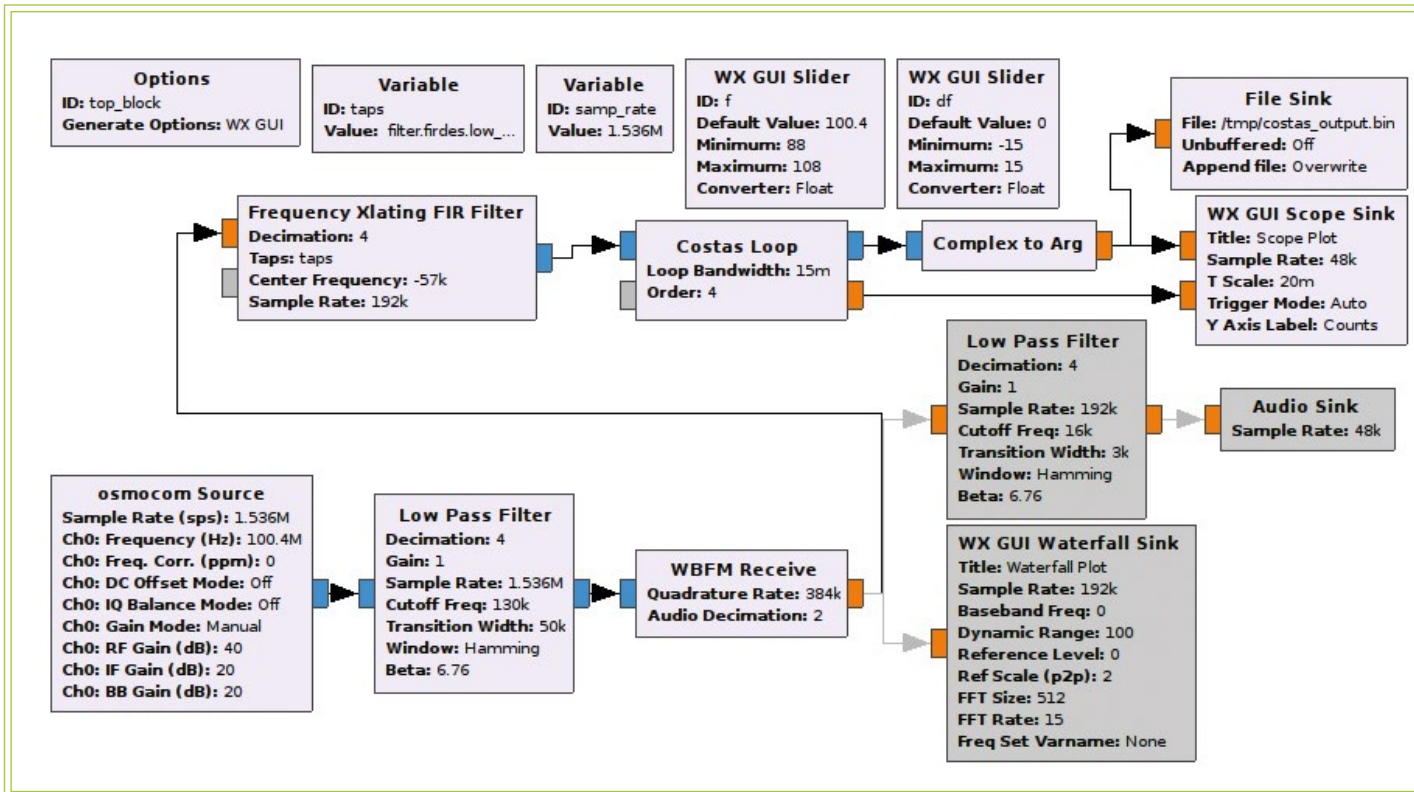 Options
ID: top_block
Generate Options: WX GUI
Variable
ID: taps
Value: filter.firdes.low_...
Variable
ID: samp_rate
Value: 1.536M
WX GUI Slider
ID: f
Default Value: 100.4
Minimum: 88
Maximum: 108
Converter: Float
WX GUI Slider
ID: df
Default Value: 0
Minimum: -15
Maximum: 15
Converter: Float
File Sink
File: /tmp/costas_output.bin
Unbuffered: Off
Append file: Overwrite
Frequency Xlating FIR Filter
Decimation: 4
Taps: taps
Center Frequency: -57k
Sample Rate: 192k
Costas Loop
Loop Bandwidth: 15m
Order: 4
Complex to Arg
WX GUI Scope Sink
Title: Scope Plot
Sample Rate: 48k
T Scale: 20m
Trigger Mode: Auto
Y Axis Label: Counts
Low Pass Filter
Decimation: 4
Gain: 1
Sample Rate: 192k
Cutoff Freq: 16k
Transition Width: 3k
Window: Hamming
Beta: 6.76
Audio Sink
Sample Rate: 48k
osmocom Source
Sample Rate (sps): 1.536M
Ch0: Frequency (Hz): 100.4M
Ch0: Freq. Corr. (ppm): 0
Ch0: DC Offset Mode: Off
Ch0: IQ Balance Mode: Off
Ch0: Gain Mode: Manual
Ch0: RF Gain (dB): 40
Ch0: IF Gain (dB): 20
Ch0: BB Gain (dB): 20
Low Pass Filter
Decimation: 4
Gain: 1
Sample Rate: 1.536M
Cutoff Freq: 130k
Transition Width: 50k
Window: Hamming
Beta: 6.76
WBFM Receive
Quadrature Rate: 384k
Audio Decimation: 2
WX GUI Waterfall Sink
Title: Waterfall Plot
Sample Rate: 192k
Baseband Freq: 0
Dynamic Range: 100
Reference Level: 0
Ref Scale (p2p): 2
FFT Size: 512
FFT Rate: 15
Freq Set Varname: None